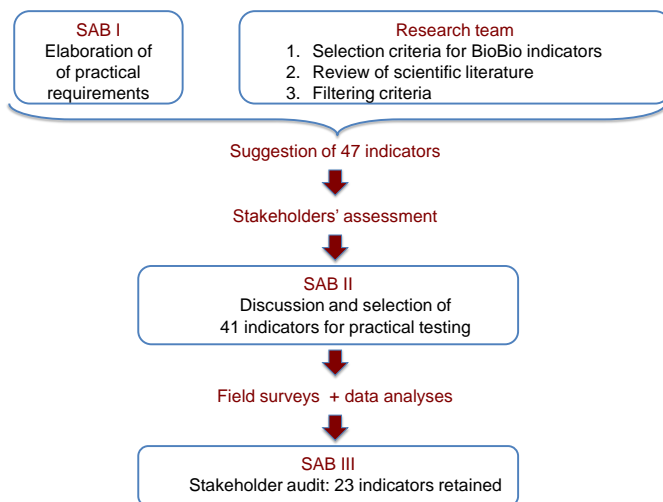 SAB I
Elaboration of
of practical
requirements
Research team
1. Selection criteria for BioBio indicators
2. Review of scientific literature
3. Filtering criteria
Suggestion of 47 indicators
Stakeholders’ assessment
SAB II
Discussion and selection of
41 indicators for practical testing
Field surveys + data analyses
SAB III
Stakeholder audit: 23 indicators retained